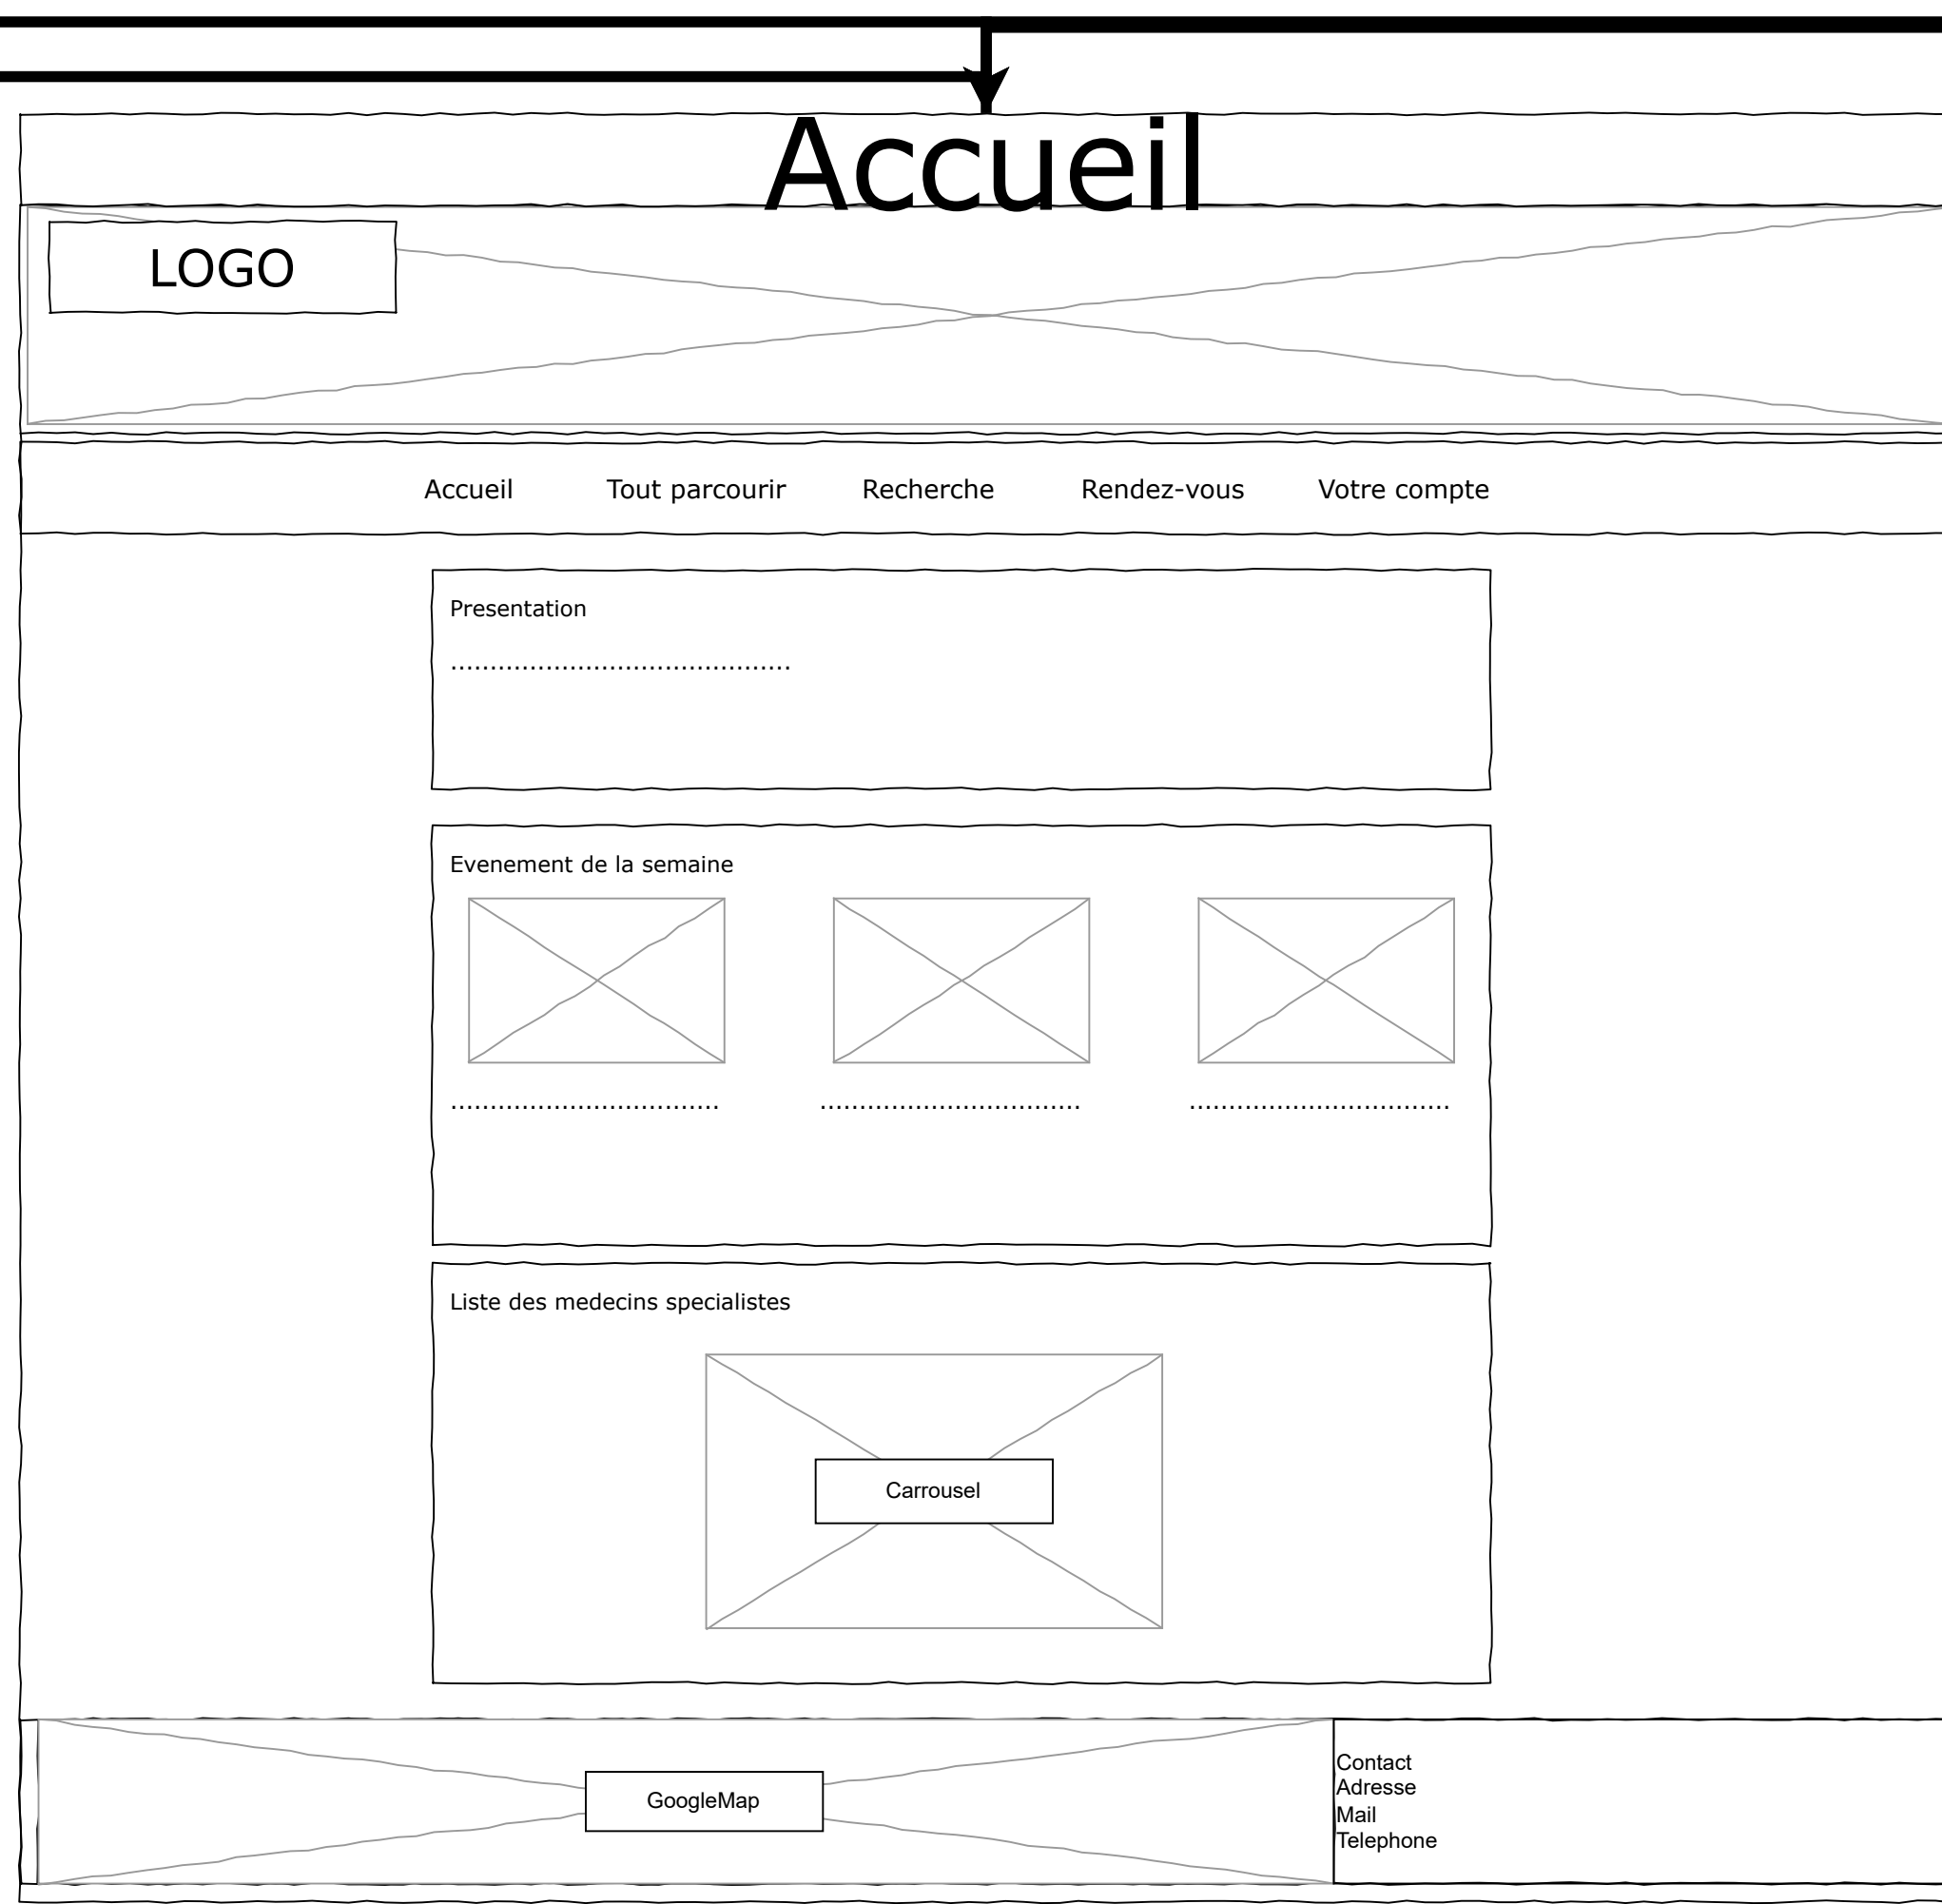 Accueil
LOGO
Accueil Tout parcourir Recherche Rendez-vous Votre compte
Presentation
...........................................
Evenement de la semaine
.................................. ................................. .................................
Liste des medecins specialistes
Carrousel
GoogleMap
Contact
Adresse
Mail
Telephone